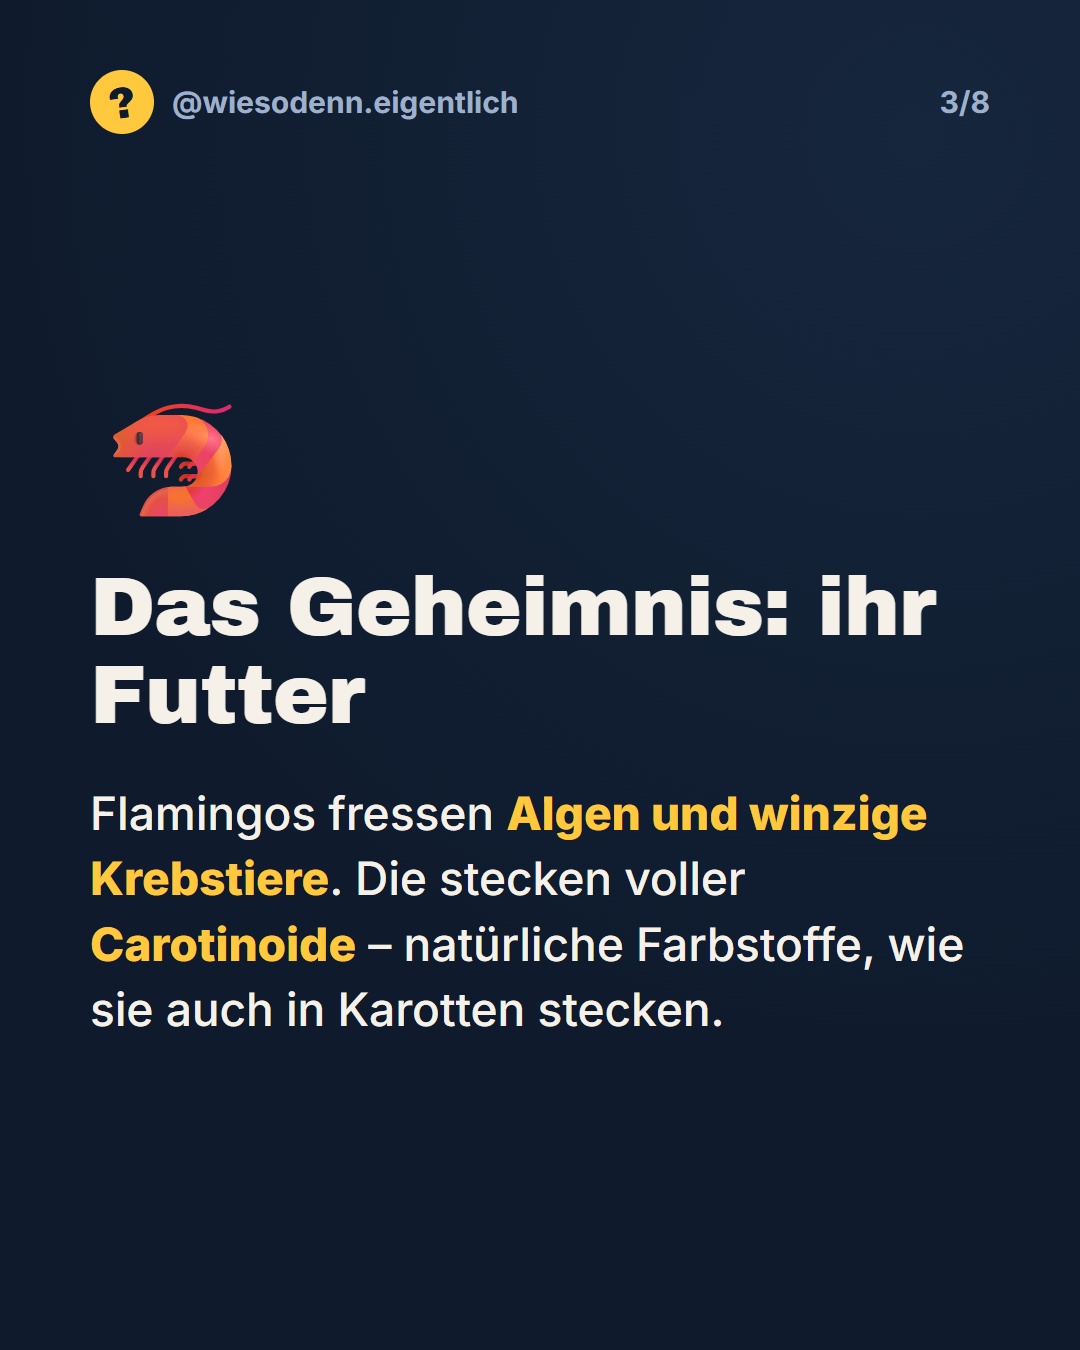 ?
@wiesodenn.eigentlich
3/8
Das Geheimnis: ihr
Futter
Flamingos fressen Algen und winzige
Krebstiere. Die stecken voller
Carotinoide – natürliche Farbstoffe, wie
sie auch in Karotten stecken.